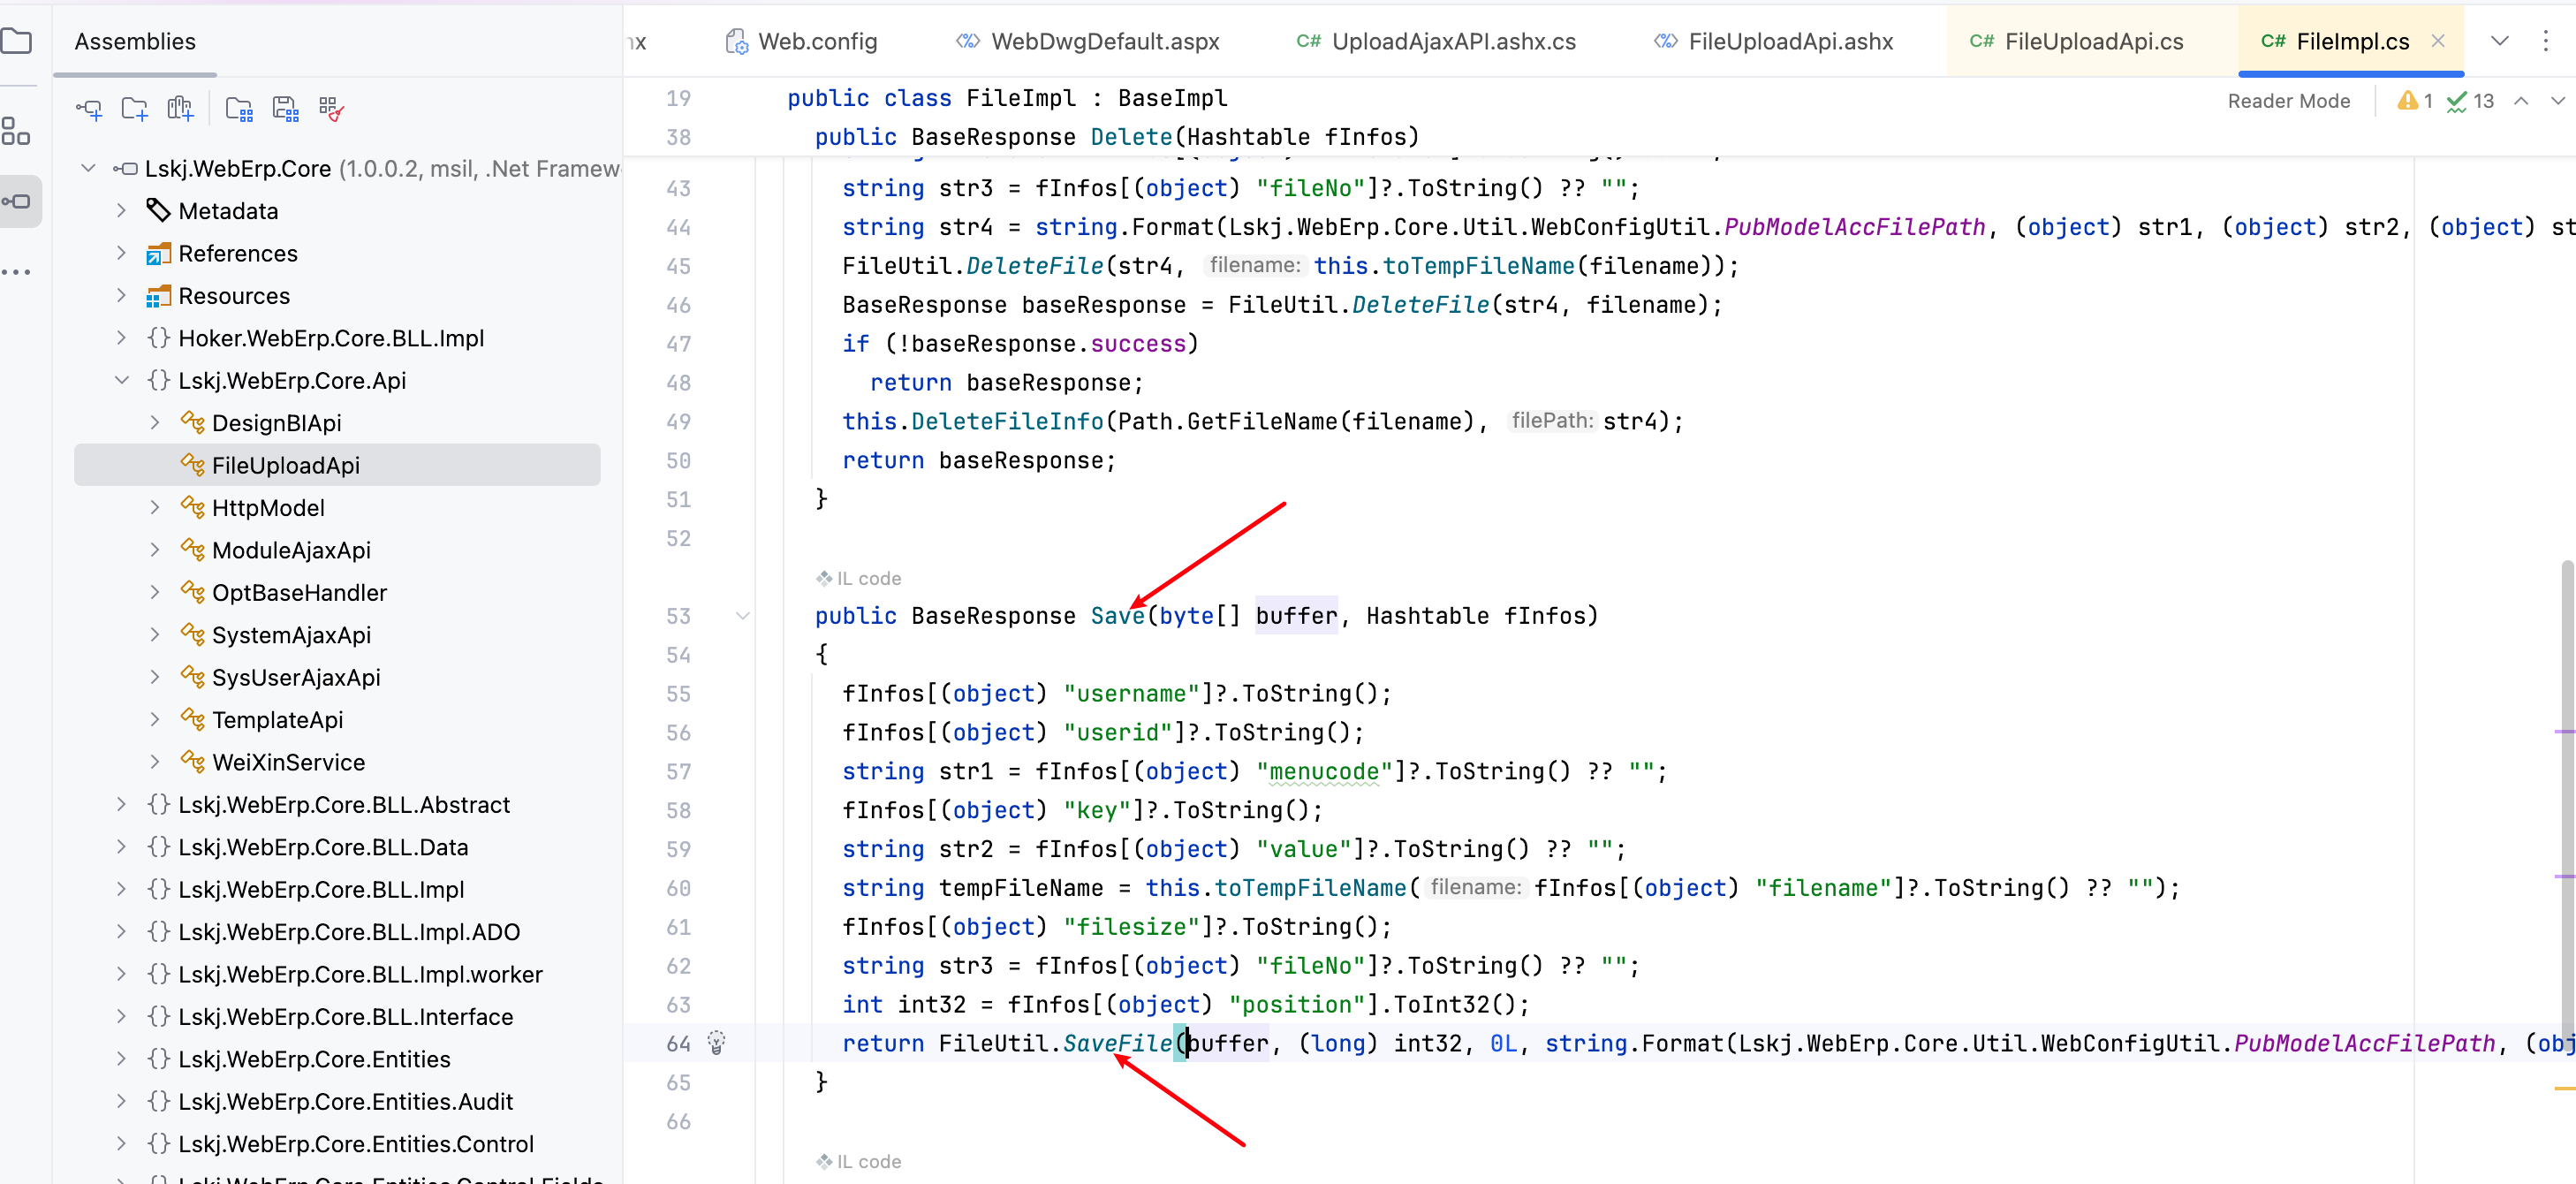 Assemblies
Lskj.WebErp.Core (1.0.0.2, msil, .Net Framew
Metadata
References
Resources
Hoker.WebErp.Core.BLL.Impl
Lskj.WebErp.Core.Api
DesignBIApi
FileUploadApi
HttpModel
ModuleAjaxApi
OptBaseHandler
SystemAjaxApi
SysUserAjaxApi
TemplateApi
WeiXinService
Lskj.WebErp.Core.BLL.Abstract
Lskj.WebErp.Core.BLL.Data
Lskj.WebErp.Core.BLL.Impl
Lskj.WebErp.Core.BLL.Impl.ADO
Lskj.WebErp.Core.BLL.Impl.worker
Lskj.WebErp.Core.BLL.Interface
Lskj.WebErp.Core.Entities
Lskj.WebErp.Core.Entities.Audit
Lskj.WebErp.Core.Entities.Control
Lskj.WebErp.Core.Entities.Control.Fields
x Web.config WebDwgDefault.aspx C# UploadAjaxAPI.ashx.cs FileUploadApi.ashx C# FileUploadApi.cs C# FileImpl.cs
Reader Mode 1 13
19 public class FileImpl : BaseImpl
38 public BaseResponse Delete(Hashtable fInfos)
43 string str3 = fInfos[(object) "fileNo"]?.ToString() ?? "";
44 string str4 = string.Format(Lskj.WebErp.Core.Util.WebConfigUtil.PubModelAccFilePath, (object) str1, (object) str2, (object) st
45 FileUtil.DeleteFile(str4, filename: this.toTempFileName(filename));
46 BaseResponse baseResponse = FileUtil.DeleteFile(str4, filename);
47 if (!baseResponse.success)
48 return baseResponse;
49 this.DeleteFileInfo(Path.GetFileName(filename), filePath: str4);
50 return baseResponse;
51 }
52
IL code
53 public BaseResponse Save(byte[] buffer, Hashtable fInfos)
54 {
55 fInfos[(object) "username"]?.ToString();
56 fInfos[(object) "userid"]?.ToString();
57 string str1 = fInfos[(object) "menucode"]?.ToString() ?? "";
58 fInfos[(object) "key"]?.ToString();
59 string str2 = fInfos[(object) "value"]?.ToString() ?? "";
60 string tempFileName = this.toTempFileName( filename: fInfos[(object) "filename"]?.ToString() ?? "");
61 fInfos[(object) "filesize"]?.ToString();
62 string str3 = fInfos[(object) "fileNo"]?.ToString() ?? "";
63 int int32 = fInfos[(object) "position"].ToInt32();
64 return FileUtil.SaveFile(buffer, (long) int32, 0L, string.Format(Lskj.WebErp.Core.Util.WebConfigUtil.PubModelAccFilePath, (obj
65 }
66
IL code